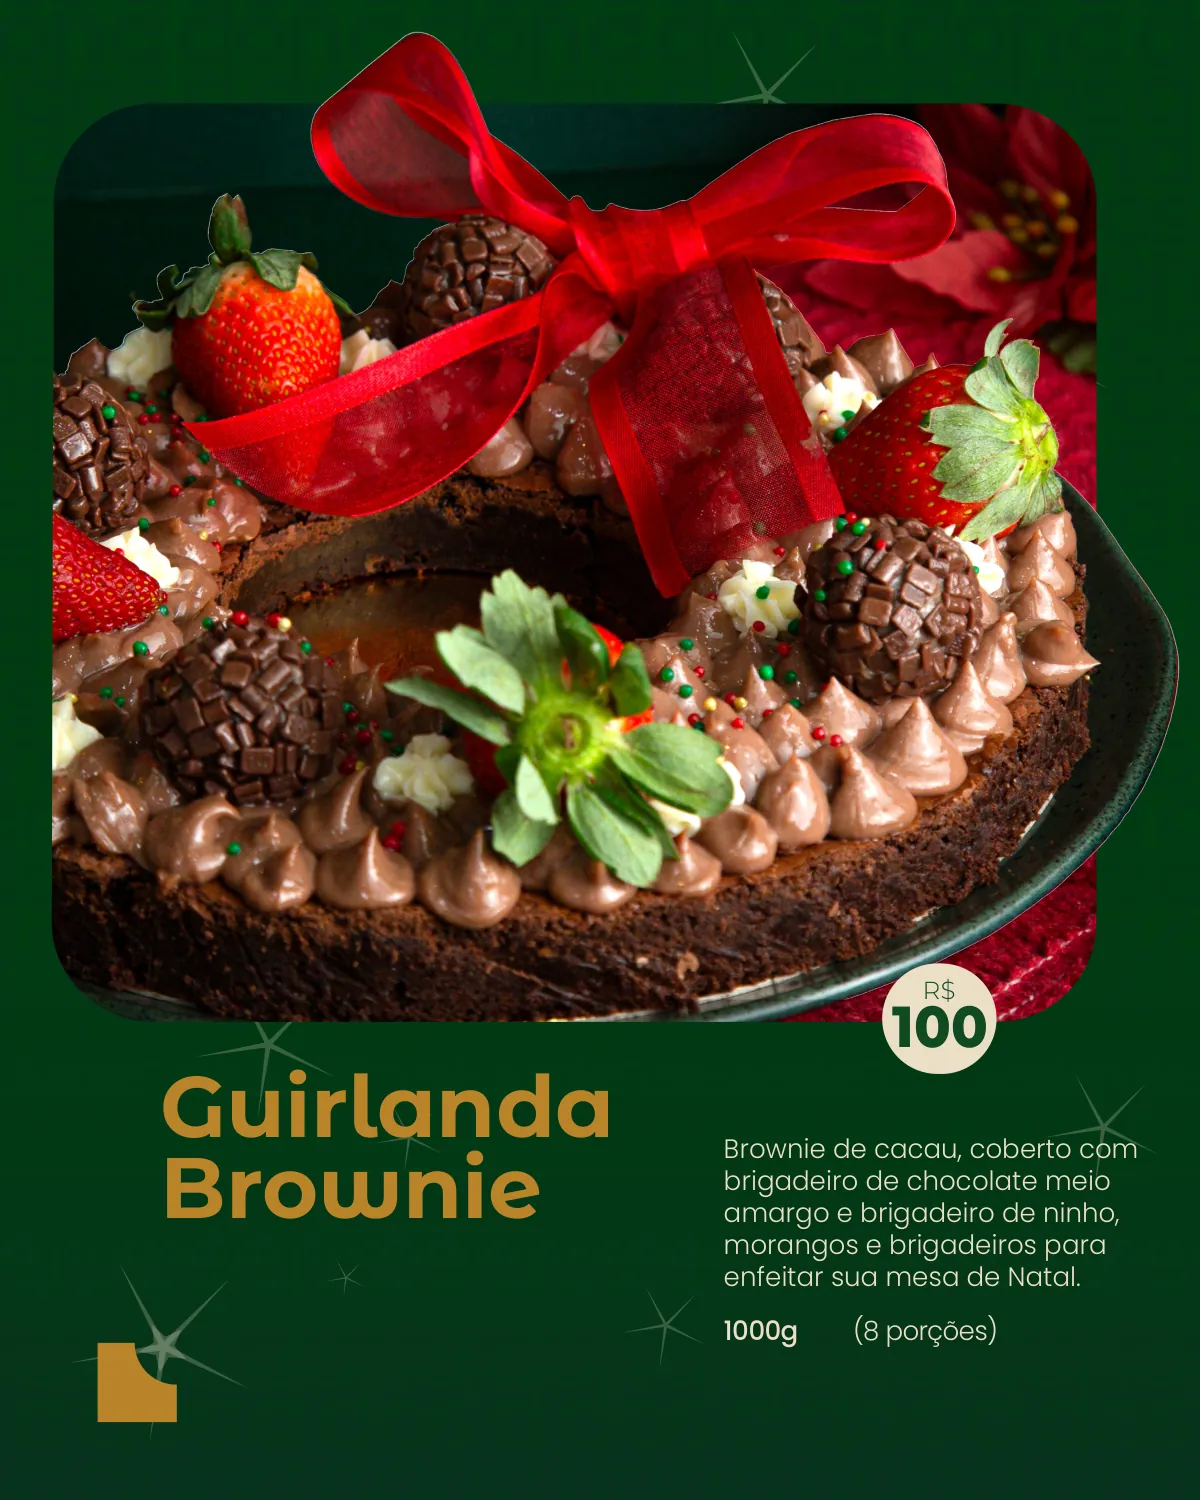 R$
100
Guirlanda
Brownie
Brownie de cacau, coberto com
brigadeiro de chocolate meio
amargo e brigadeiro de ninho,
morangos e brigadeiros para
enfeitar sua mesa de Natal.
1000g (8 porções)